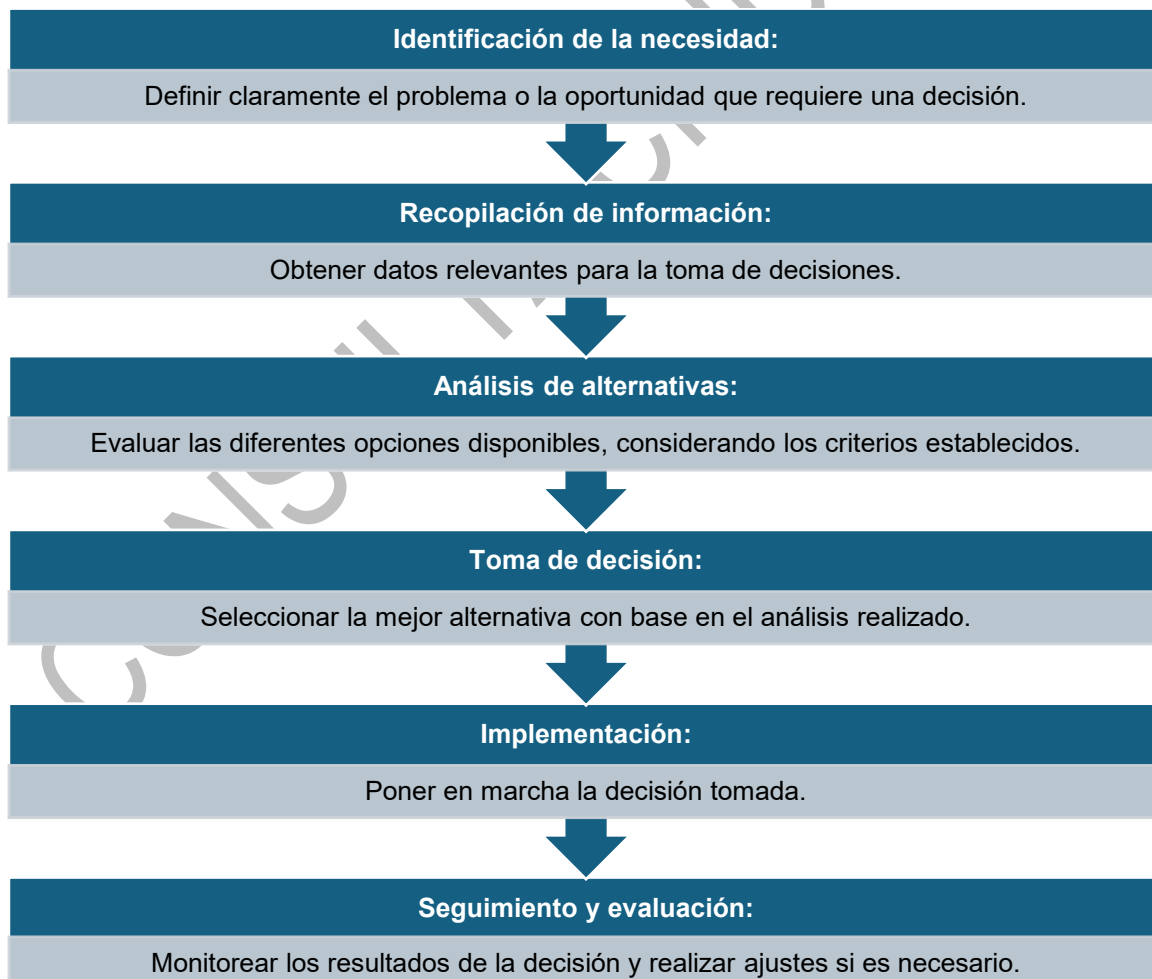 Identificación de la necesidad:
Definir claramente el problema o la oportunidad que requiere una decisión.
Recopilación de información:
Obtener datos relevantes para la toma de decisiones.
Análisis de alternativas:
Evaluar las diferentes opciones disponibles, considerando los criterios establecidos.
Toma de decisión:
Seleccionar la mejor alternativa con base en el análisis realizado.
Implementación:
Poner en marcha la decisión tomada.
Seguimiento y evaluación:
Monitorear los resultados de la decisión y realizar ajustes si es necesario.